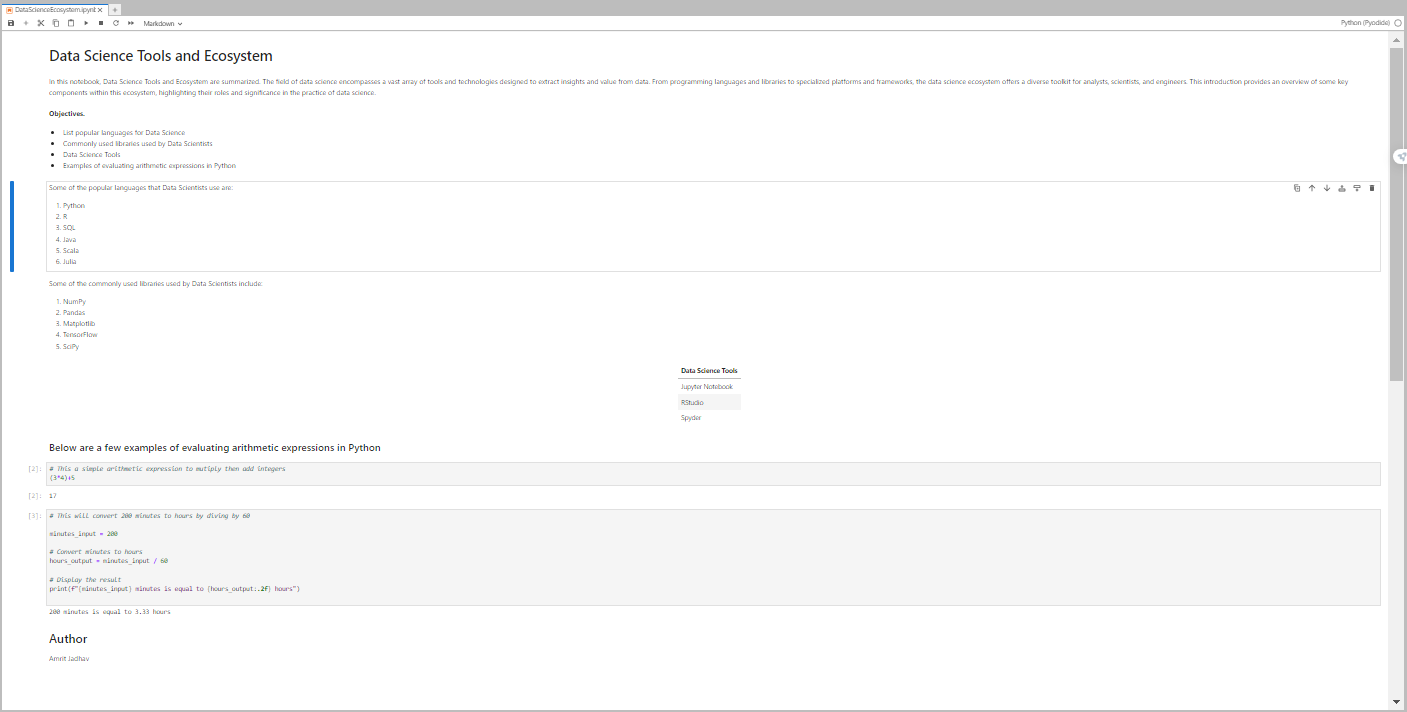 DataScienceEcosystem.ipynb
Markdown
Python (Pyodide)
Data Science Tools and Ecosystem
In this notebook, Data Science Tools and Ecosystem are summarized. The field of data science encompasses a vast array of tools and technologies designed to extract insights and value from data. From programming languages and libraries to specialized platforms and frameworks, the data science ecosystem offers a diverse toolkit for analysts, scientists, and engineers. This introduction provides an overview of some key
components within this ecosystem, highlighting their roles and significance in the practice of data science.
Objectives.
List popular languages for Data Science
Commonly used libraries used by Data Scientists
Data Science Tools
Examples of evaluating arithmetic expressions in Python
Some of the popular languages that Data Scientists use are:
1. Python
2. R
3. SQL
4. Java
5. Scala
6. Julia
Some of the commonly used libraries used by Data Scientists include:
1. NumPy
2. Pandas
3. Matplotlib
4. TensorFlow
5. SciPy
Data Science Tools
Jupyter Notebook
RStudio
Spyder
Below are a few examples of evaluating arithmetic expressions in Python
[2]: # This a simple arithmetic expression to mutiply then add integers
(3*4)+5
[2]: 17
[3]: # This will convert 200 minutes to hours by diving by 60
minutes_input = 200
# Convert minutes to hours
hours_output = minutes_input / 60
# Display the result
print(f"{minutes_input} minutes is equal to {hours_output:.2f} hours")
200 minutes is equal to 3.33 hours
Author
Amrit Jadhav